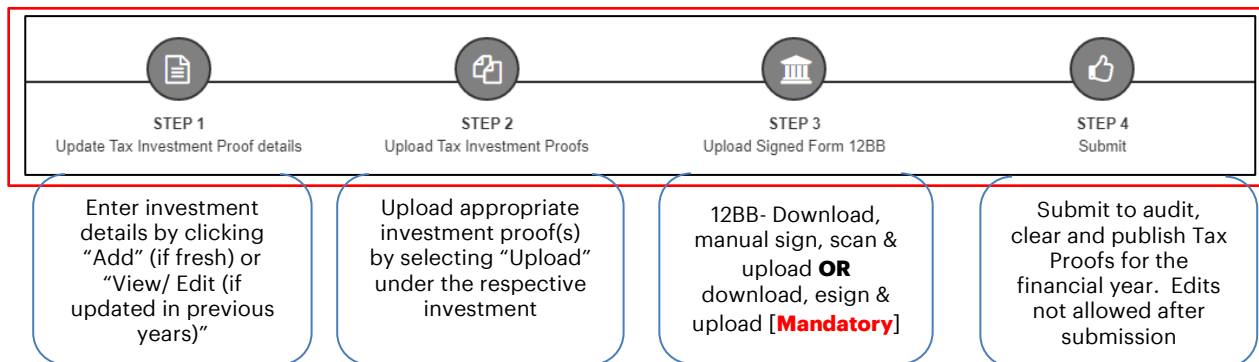 STEP 1
Update Tax Investment Proof details
STEP 2
Upload Tax Investment Proofs
STEP 3
Upload Signed Form 12BB
STEP 4
Submit
Enter investment
details by clicking
“Add” (if fresh) or
“View/ Edit (if
updated in previous
years)”
Upload appropriate
investment proof(s)
by selecting “Upload”
under the respective
investment
12BB- Download,
manual sign, scan &
upload OR
download, esign &
upload [Mandatory]
Submit to audit,
clear and publish Tax
Proofs for the
financial year.  Edits
not allowed after
submission